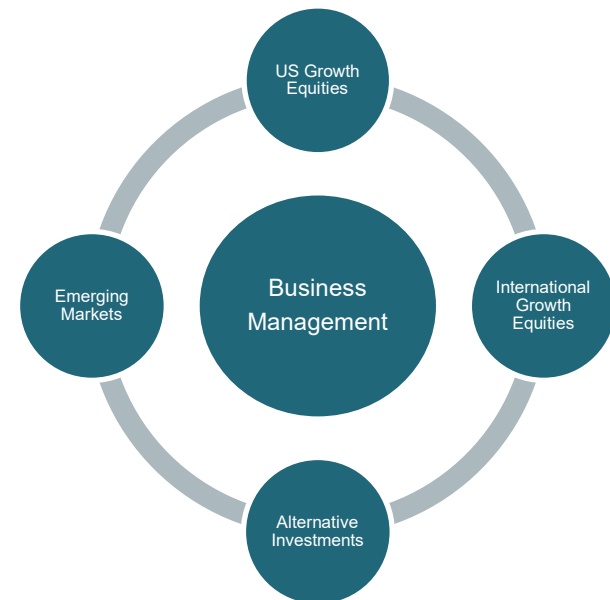 US Growth
Equities
Emerging
Markets
Business
Management
International
Growth
Equities
Alternative
Investments